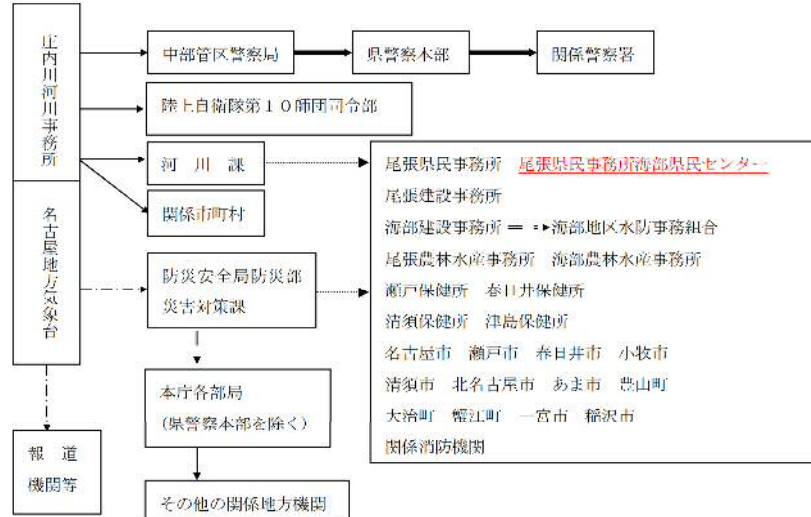 庄内川河川事務所
名古屋地方気象台
報　道
機関等
中部管区警察局
県警察本部
関係警察署
陸上自衛隊第１０師団司令部
河　川　課
関係市町村
防災安全局防災部
災害対策課
本庁各部局
(県警察本部を除く)
その他の関係地方機関
尾張県民事務所　尾張県民事務所海部県民センター
尾張建設事務所
海部建設事務所　海部地区水防事務組合
尾張農林水産事務所　海部農林水産事務所
瀬戸保健所　春日井保健所
清須保健所　津島保健所
名古屋市　瀬戸市　春日井市　小牧市
清須市　北名古屋市　あま市　豊山町
大治町　蟹江町　一宮市　稲沢市
関係消防機関